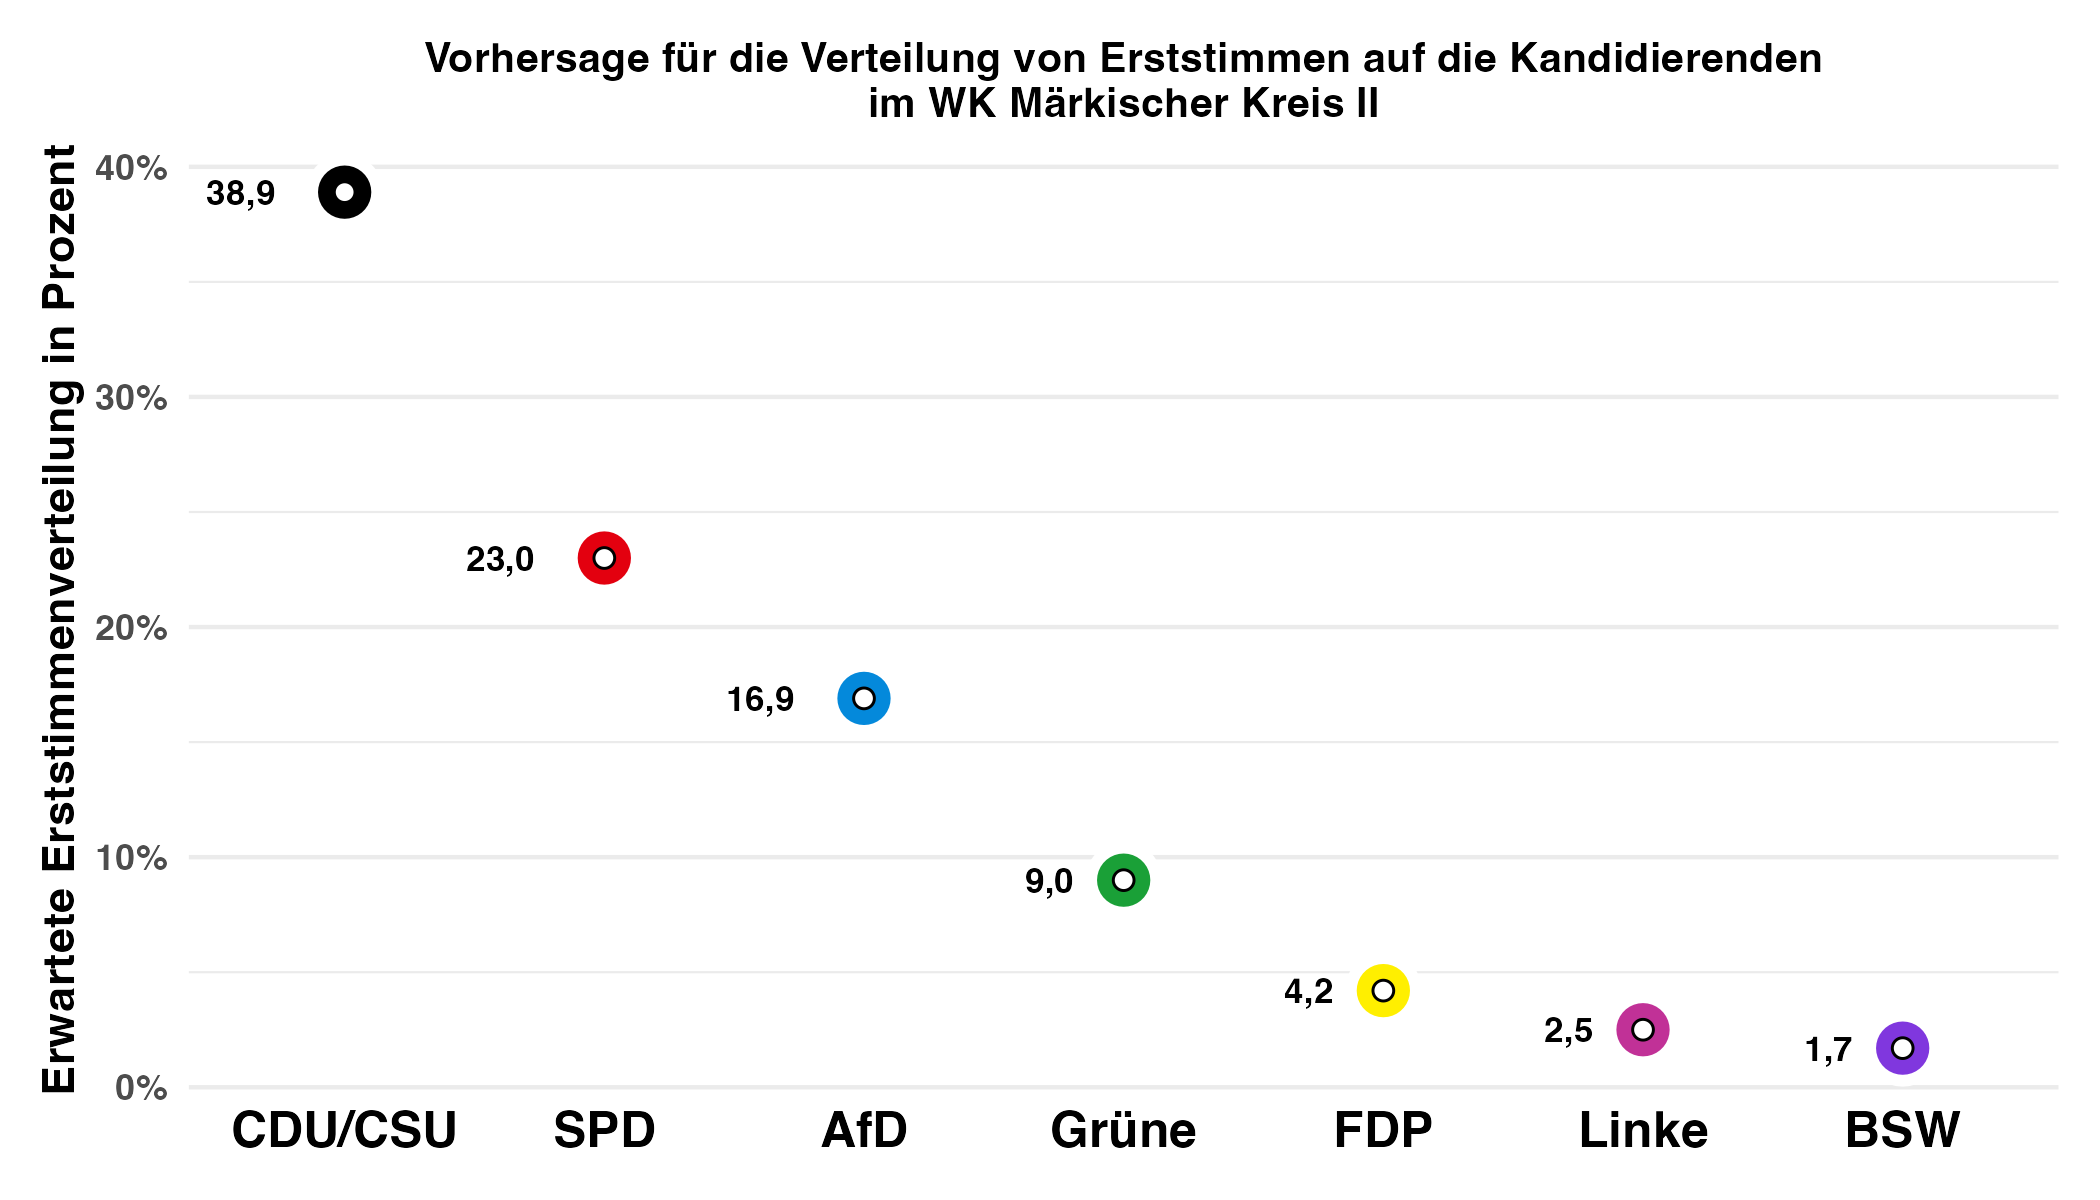 Vorhersage für die Verteilung von Erststimmen auf die Kandidierenden
im WK Märkischer Kreis II
Erwartete Erststimmenverteilung in Prozent
40%
30%
20%
10%
0%
38,9
23,0
16,9
9,0
4,2
2,5
1,7
CDU/CSU
SPD
AfD
Grüne
FDP
Linke
BSW